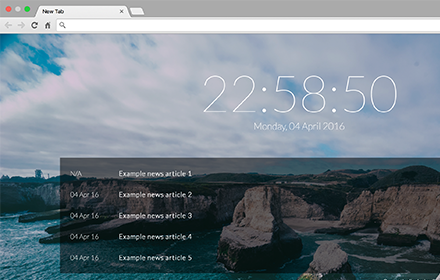 New Tab
22:58:50
Monday, 04 April 2016
N/A Example news article 1
04 Apr 16 Example news article 2
04 Apr 16 Example news article 3
04 Apr 16 Example news article 4
04 Apr 16 Example news article 5